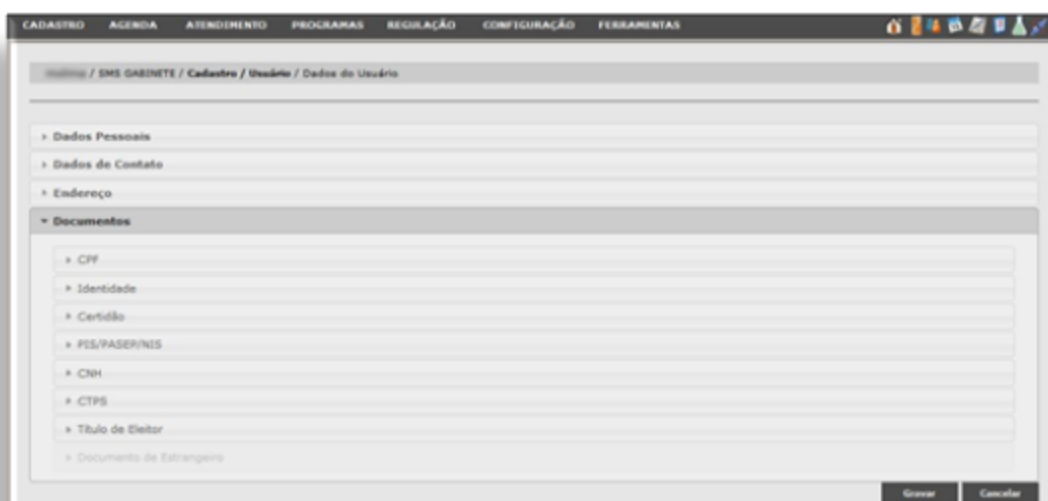 CADASTRO AGENDA ATENDIMENTO PROGRAMAS REGULAÇÃO CONFIGURAÇÃO FERRAMENTAS
/ SMS GABINETE / Cadastro / Usuário / Dados do Usuário
Dados Pessoais
Dados de Contato
Endereço
Documentos
CPF
Identidade
Certidão
PIS/PASEP/NIS
CNH
CTPS
Título de Eleitor
Documento de Estrangeiro
Gravar Cancelar